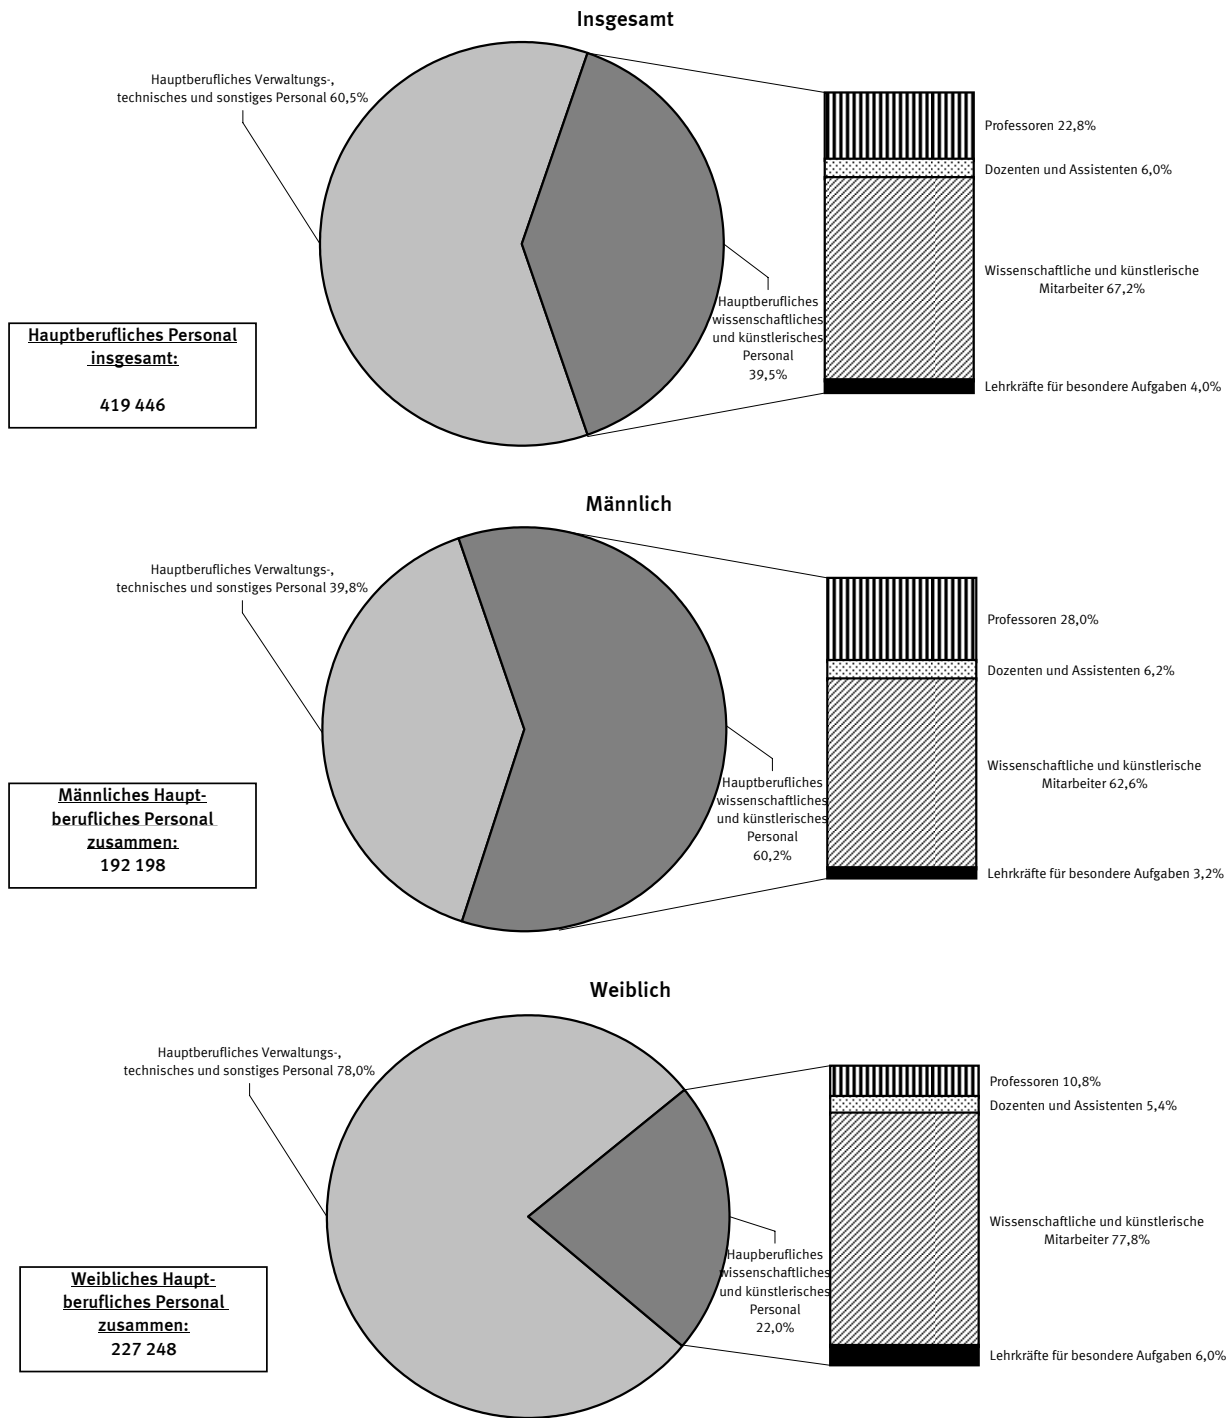 Insgesamt
Hauptberufliches Verwaltungs-,
technisches und sonstiges Personal 60,5%
Professoren 22,8%
Dozenten und Assistenten 6,0%
Wissenschaftliche und künstlerische
Mitarbeiter 67,2%
Hauptberufliches
wissenschaftliches
und künstlerisches
Personal
39,5%
Lehrkräfte für besondere Aufgaben 4,0%
Hauptberufliches Personal
insgesamt:
419 446
Männlich
Hauptberufliches Verwaltungs-,
technisches und sonstiges Personal 39,8%
Professoren 28,0%
Dozenten und Assistenten 6,2%
Wissenschaftliche und künstlerische
Mitarbeiter 62,6%
Hauptberufliches
wissenschaftliches
und künstlerisches
Personal
60,2%
Lehrkräfte für besondere Aufgaben 3,2%
Männliches Haupt-
berufliches Personal
zusammen:
192 198
Weiblich
Hauptberufliches Verwaltungs-,
technisches und sonstiges Personal 78,0%
Professoren 10,8%
Dozenten und Assistenten 5,4%
Wissenschaftliche und künstlerische
Mitarbeiter 77,8%
Haupberufliches
wissenschaftliches
und künstlerisches
Personal
22,0%
Lehrkräfte für besondere Aufgaben 6,0%
Weibliches Haupt-
berufliches Personal
zusammen:
227 248